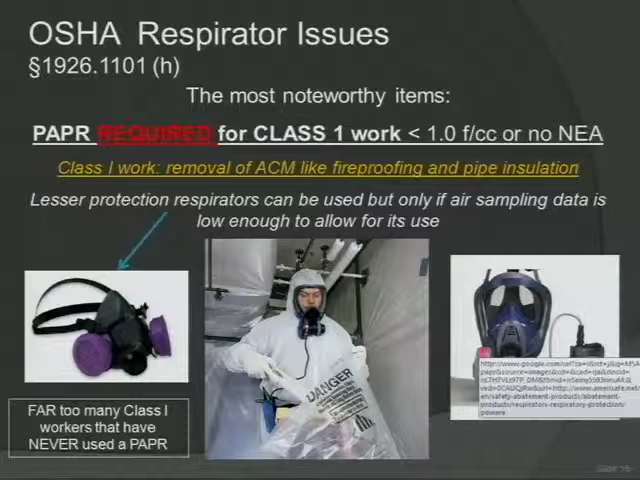 OSHA Respirator Issues
§1926.1101 (h)
The most noteworthy items:
PAPR REQUIRED for CLASS 1 work < 1.0 f/cc or no NEA
Class I work: removal of ACM like fireproofing and pipe insulation
Lesser protection respirators can be used but only if air sampling data is
low enough to allow for its use
DANGER
FAR too many Class I
workers that have
NEVER used a PAPR